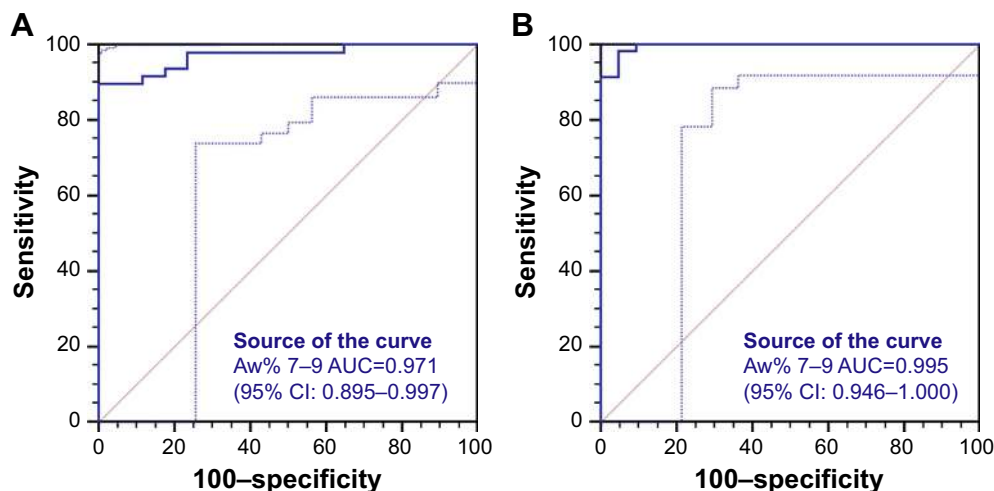 A
Sensitivity
100
80
60
40
20
0
Source of the curve
Aw% 7–9 AUC=0.971
(95% CI: 0.895–0.997)
0 20 40 60 80 100
100–specificity
B
Sensitivity
100
80
60
40
20
0
Source of the curve
Aw% 7–9 AUC=0.995
(95% CI: 0.946–1.000)
0 20 40 60 80 100
100–specificity